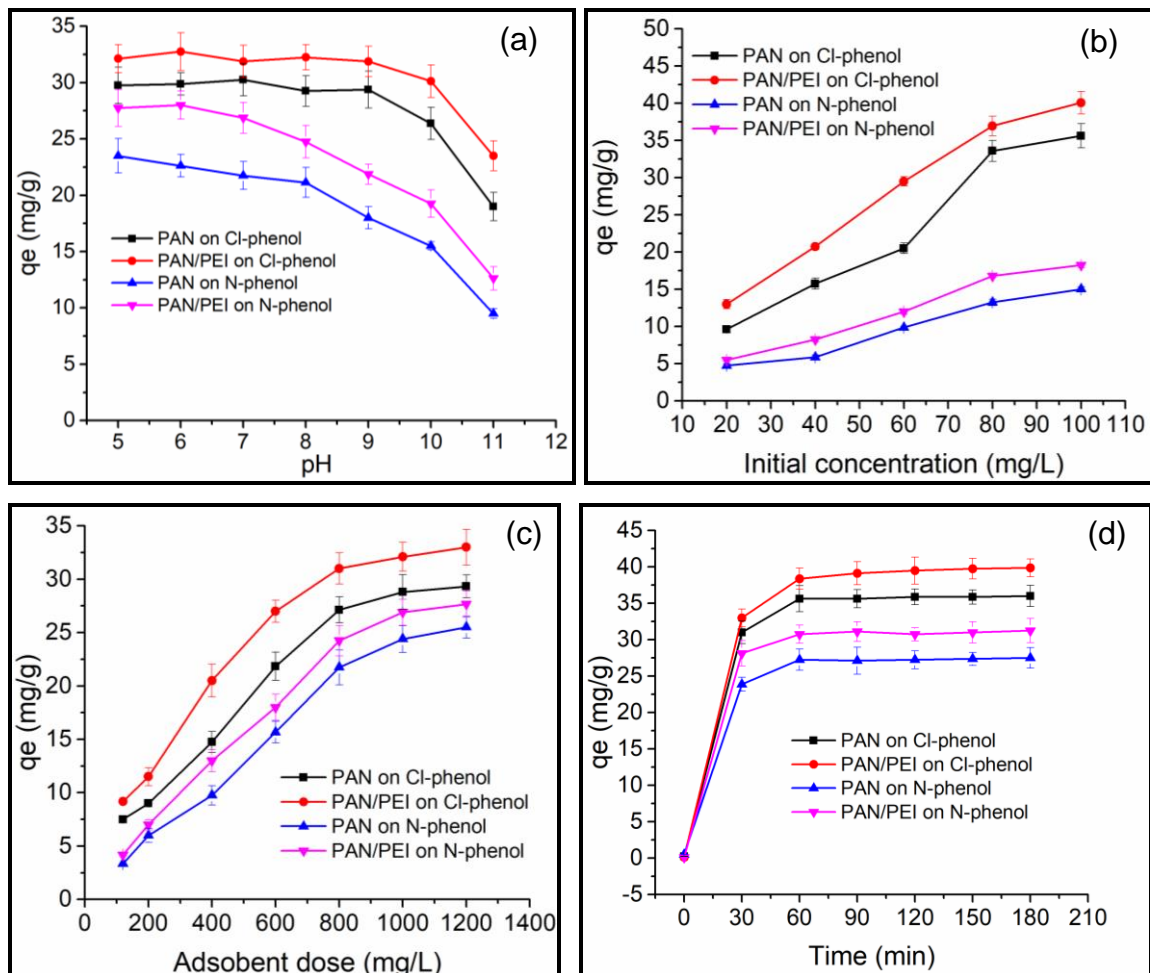 (a)
35
30
25
20
15
10
5
0
qe (mg/g)
PAN on Cl-phenol
PAN/PEI on Cl-phenol
PAN on N-phenol
PAN/PEI on N-phenol
5 6 7 8 9 10 11 12
pH
(b)
50
45
40
35
30
25
20
15
10
5
0
qe (mg/g)
PAN on Cl-phenol
PAN/PEI on Cl-phenol
PAN on N-phenol
PAN/PEI on N-phenol
10 20 30 40 50 60 70 80 90 100 110
Initial concentration (mg/L)
(c)
35
30
25
20
15
10
5
0
qe (mg/g)
PAN on Cl-phenol
PAN/PEI on Cl-phenol
PAN on N-phenol
PAN/PEI on N-phenol
0 200 400 600 800 1000 1200 1400
Adsobent dose (mg/L)
(d)
45
40
35
30
25
20
15
10
5
0
-5
qe (mg/g)
PAN on Cl-phenol
PAN/PEI on Cl-phenol
PAN on N-phenol
PAN/PEI on N-phenol
0 30 60 90 120 150 180 210
Time (min)